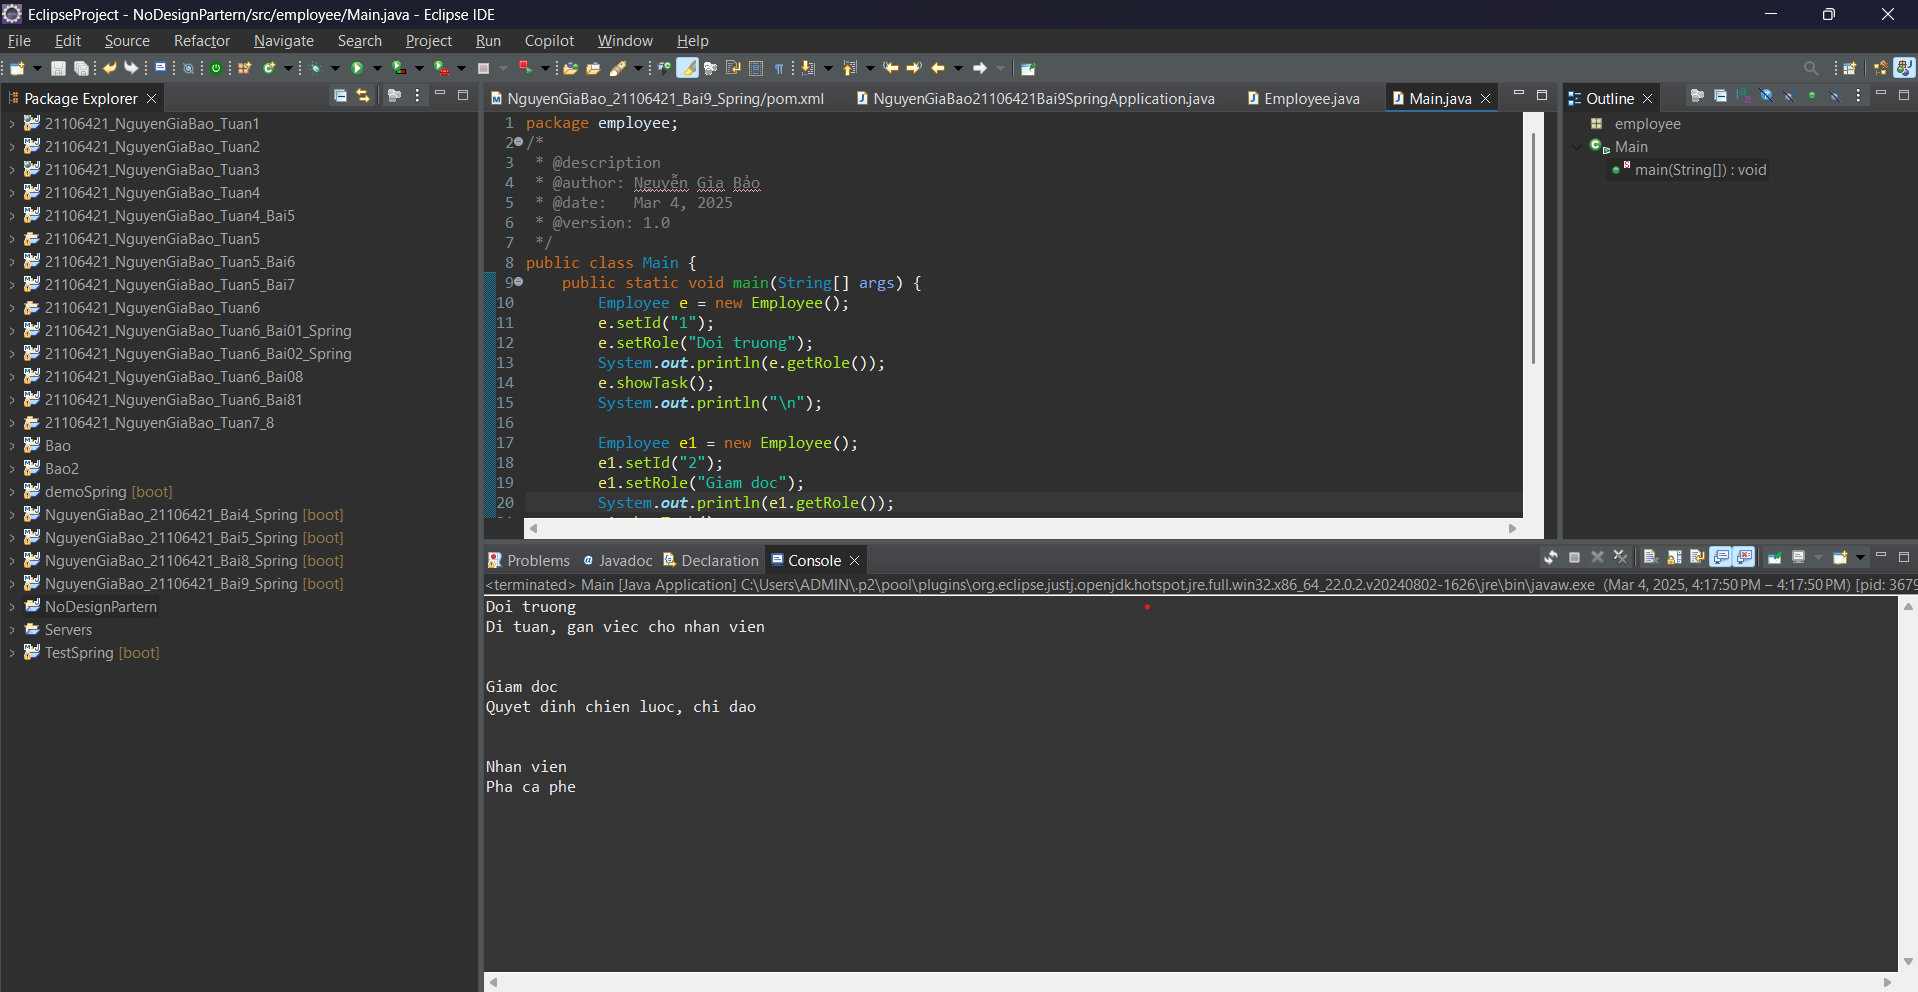 EclipseProject - NoDesignPartern/src/employee/Main.java - Eclipse IDE
File Edit Source Refactor Navigate Search Project Run Copilot Window Help
Package Explorer
21106421_NguyenGiaBao_Tuan1
21106421_NguyenGiaBao_Tuan2
21106421_NguyenGiaBao_Tuan3
21106421_NguyenGiaBao_Tuan4
21106421_NguyenGiaBao_Tuan4_Bai5
21106421_NguyenGiaBao_Tuan5
21106421_NguyenGiaBao_Tuan5_Bai6
21106421_NguyenGiaBao_Tuan5_Bai7
21106421_NguyenGiaBao_Tuan6
21106421_NguyenGiaBao_Tuan6_Bai01_Spring
21106421_NguyenGiaBao_Tuan6_Bai02_Spring
21106421_NguyenGiaBao_Tuan6_Bai08
21106421_NguyenGiaBao_Tuan6_Bai81
21106421_NguyenGiaBao_Tuan7_8
Bao
Bao2
demoSpring [boot]
NguyenGiaBao_21106421_Bai4_Spring [boot]
NguyenGiaBao_21106421_Bai5_Spring [boot]
NguyenGiaBao_21106421_Bai8_Spring [boot]
NguyenGiaBao_21106421_Bai9_Spring [boot]
NoDesignPartern
Servers
TestSpring [boot]
NguyenGiaBao_21106421_Bai9_Spring/pom.xml NguyenGiaBao21106421Bai9SpringApplication.java Employee.java Main.java
1 package employee;
2 /*
3 * @description
4 * @author: Nguyễn Gia Bảo
5 * @date: Mar 4, 2025
6 * @version: 1.0
7 */
8 public class Main {
9 public static void main(String[] args) {
10 Employee e = new Employee();
11 e.setId("1");
12 e.setRole("Doi truong");
13 System.out.println(e.getRole());
14 e.showTask();
15 System.out.println("\n");
16
17 Employee e1 = new Employee();
18 e1.setId("2");
19 e1.setRole("Giam doc");
20 System.out.println(e1.getRole());
Outline
employee
Main
main(String[]) : void
Problems Javadoc Declaration Console
<terminated> Main [Java Application] C:\Users\ADMIN\.p2\pool\plugins\org.eclipse.justj.openjdk.hotspot.jre.full.win32.x86_64_22.0.2.v20240802-1626\jre\bin\javaw.exe (Mar 4, 2025, 4:17:50 PM – 4:17:50 PM) [pid: 3679
Doi truong
Di tuan, gan viec cho nhan vien
Giam doc
Quyet dinh chien luoc, chi dao
Nhan vien
Pha ca phe